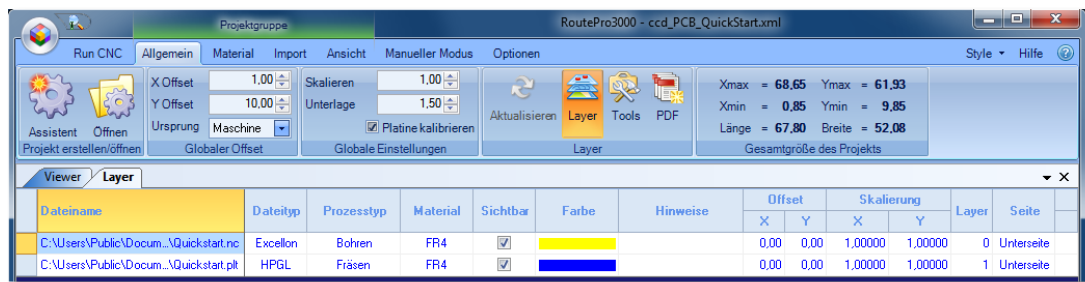 Projektgruppe
RoutePro3000 - ccd_PCB_QuickStart.xml
Run CNC Allgemein Material Import Ansicht Manueller Modus Optionen Style Hilfe
X Offset 1,00 Skalieren 1,00 Xmax = 68,65 Ymax = 61,93
Y Offset 10,00 Unterlage 1,50 Xmin = 0,85 Ymin = 9,85
Assistent Öffnen Ursprung Maschine Platine kalibrieren Aktualisieren Layer Tools PDF Länge = 67,80 Breite = 52,08
Projekt erstellen/öffnen Globaler Offset Globale Einstellungen Layer Gesamtgröße des Projekts
Viewer Layer
Dateiname Dateityp Prozesstyp Material Sichtbar Farbe Hinweise Offset Skalierung Layer Seite
X Y X Y
C:\Users\Public\Docum...\Quickstart.nc Excellon Bohren FR4 0,00 0,00 1,00000 1,00000 0 Unterseite
C:\Users\Public\Docum...\Quickstart.plt HPGL Fräsen FR4 0,00 0,00 1,00000 1,00000 1 Unterseite